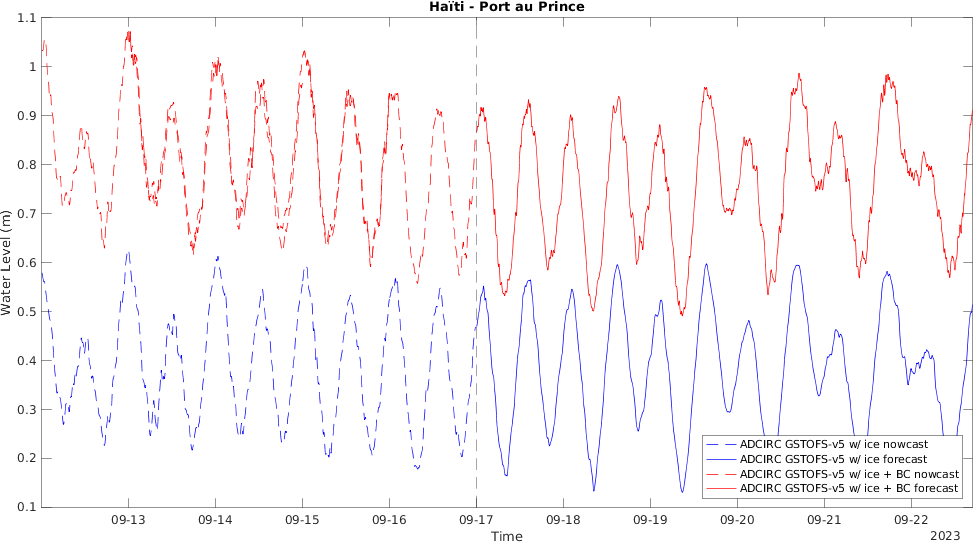 Haïti - Port au Prince
1.1
1
0.9
0.8
0.7
0.6
0.5
0.4
0.3
0.2
0.1
Water Level (m)
ADCIRC GSTOFS-v5 w/ ice nowcast
ADCIRC GSTOFS-v5 w/ ice forecast
ADCIRC GSTOFS-v5 w/ ice + BC nowcast
ADCIRC GSTOFS-v5 w/ ice + BC forecast
09-13 09-14 09-15 09-16 09-17 09-18 09-19 09-20 09-21 09-22
Time
2023